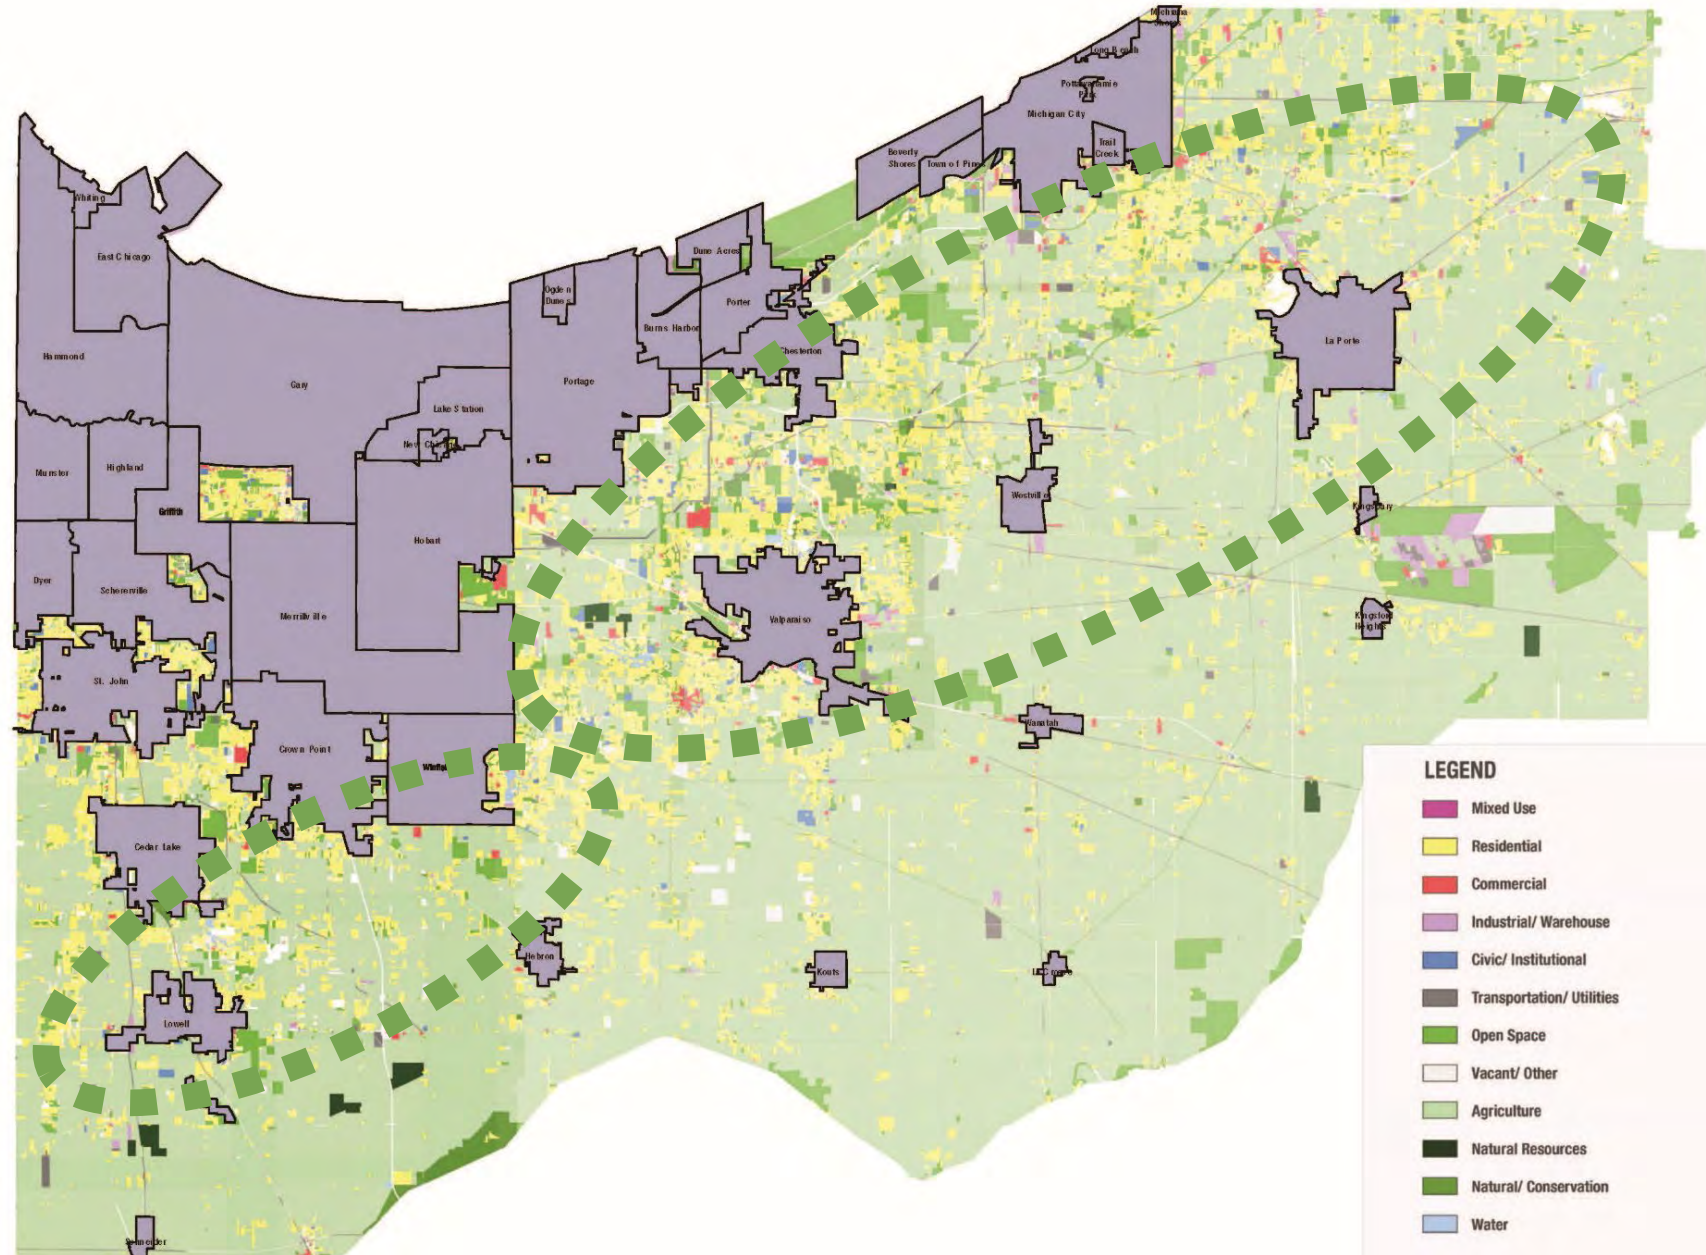 Michiana
Shores
Long Beach
Pottawattamie
Park
Michigan City
Trail
Creek
Beverly
Shores
Town of Pines
Whiting
East Chicago
Dune Acres
Ogden
Dunes
Porter
Burns Harbor
Hammond
Chesterton
La Porte
Gary
Portage
Lake Station
New Chicago
Munster
Highland
Westville
Kingsbury
Griffith
Hobart
Dyer
Schererville
Merrillville
Valparaiso
Kingsford
Heights
St. John
Wanatah
Crown Point
Winfield
Cedar Lake
Hebron
Kouts
Lowell
Schneider
LEGEND
Mixed Use
Residential
Commercial
Industrial/ Warehouse
Civic/ Institutional
Transportation/ Utilities
Open Space
Vacant/ Other
Agriculture
Natural Resources
Natural/ Conservation
Water